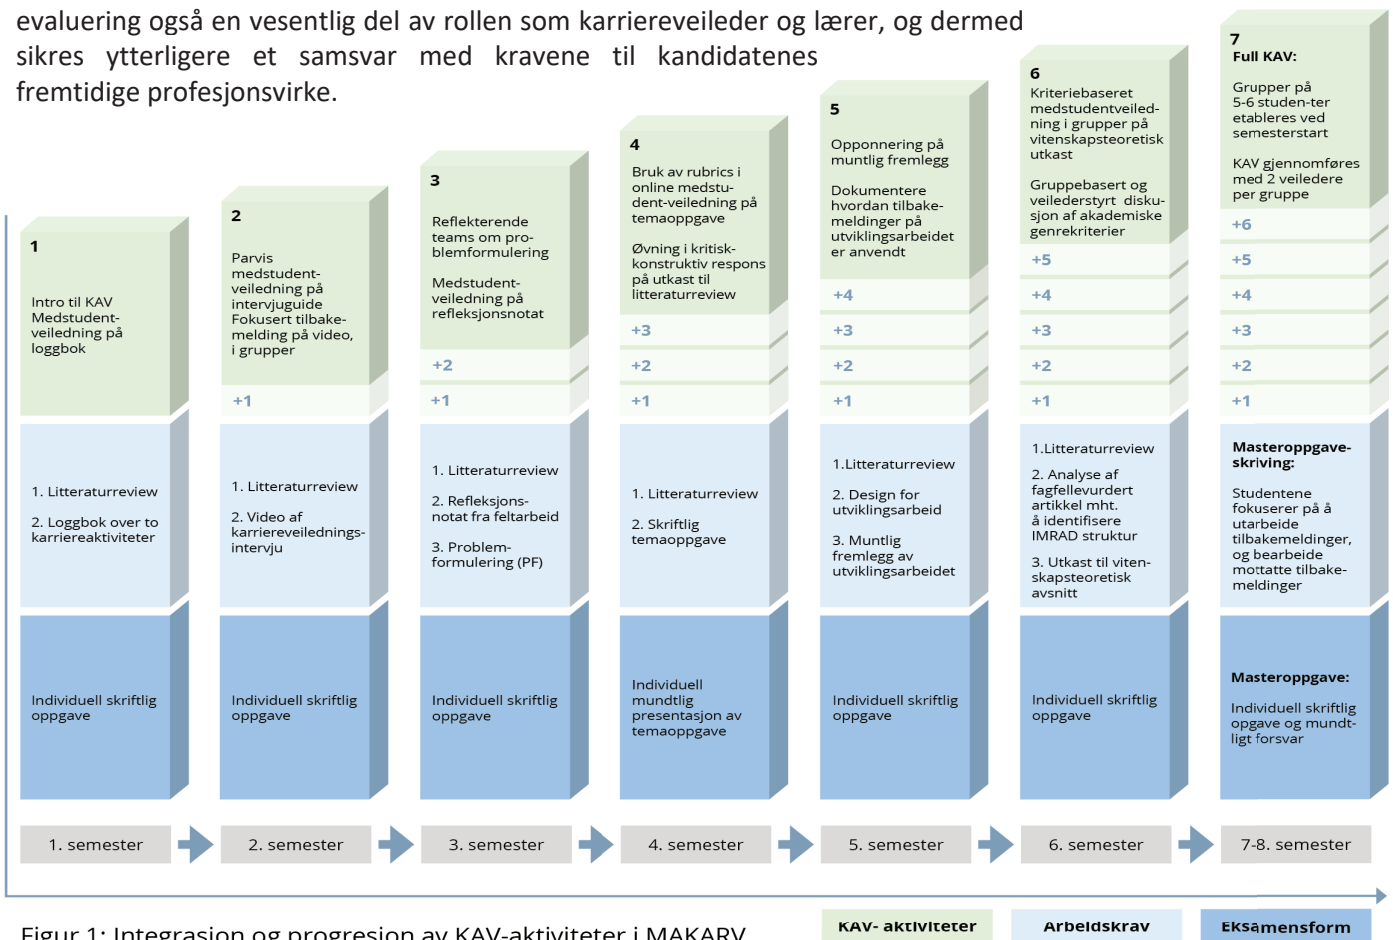 evaluering også en vesentlig del av rollen som karriereveileder og lærer, og dermed
sikres ytterligere et samsvar med kravene til kandidatenes
fremtidige profesjonsvirke.
1
Intro til KAV
Medstudent-
veiledning på
loggbok
1. Litteraturreview
2. Loggbok over to
karriereaktiviteter
Individuell skriftlig
oppgave
1. semester
2
Parvis
medstudent-
veiledning på
intervjuguide
Fokusert tilbake-
melding på video,
i grupper
+1
1. Litteraturreview
2. Video af
karriereveilednings-
intervju
Individuell skriftlig
oppgave
2. semester
3
Reflekterende
teams om pro-
blemformulering
Medstudent-
veiledning på
refleksjonsnotat
+2
+1
1. Litteraturreview
2. Refleksjons-
notat fra feltarbeid
3. Problem-
formulering (PF)
Individuell skriftlig
oppgave
3. semester
4
Bruk av rubrics i
online medstu-
dent-veiledning på
temaoppgave
Øvning i kritisk-
konstruktiv respons
på utkast til
litteraturreview
+3
+2
+1
1. Litteraturreview
2. Skriftlig
temaoppgave
Individuell
mundtlig
presentasjon av
temaoppgave
4. semester
5
Opponnering på
muntlig fremlegg
Dokumentere
hvordan tilbake-
meldinger på
utviklingsarbeidet
er anvendt
+4
+3
+2
+1
1.Litteraturreview
2. Design for
utviklingsarbeid
3. Muntlig
fremlegg av
utviklingsarbeidet
Individuell skriftlig
oppgave
5. semester
6
Kriteriebaseret
medstudentveiled-
ning i grupper på
vitenskapsteoretisk
utkast
Gruppebasert og
veilederstyrt disku-
sjon af akademiske
genrekriterier
+5
+4
+3
+2
+1
1.Litteraturreview
2. Analyse af
fagfellevurdert
artikkel mht.
å identifisere
IMRAD struktur
3. Utkast til viten-
skapsteoretisk
avsnitt
Individuell skriftlig
oppgave
6. semester
7
Full KAV:
Grupper på
5-6 studen-ter
etableres ved
semesterstart
KAV gjennomføres
med 2 veiledere
per gruppe
+6
+5
+4
+3
+2
+1
Masteroppgave-
skriving:
Studentene
fokuserer på å
utarbeide
tilbakemeldinger,
og bearbeide
mottatte tilbake-
meldinger
Masteroppgave:
Individuell skriftlig
opgave og mundt-
ligt forsvar
7-8. semester
KAV- aktiviteter
Arbeidskrav
Eksamensform
Figur 1: Integrasjon og progresjon av KAV-aktiviteter i MAKARV